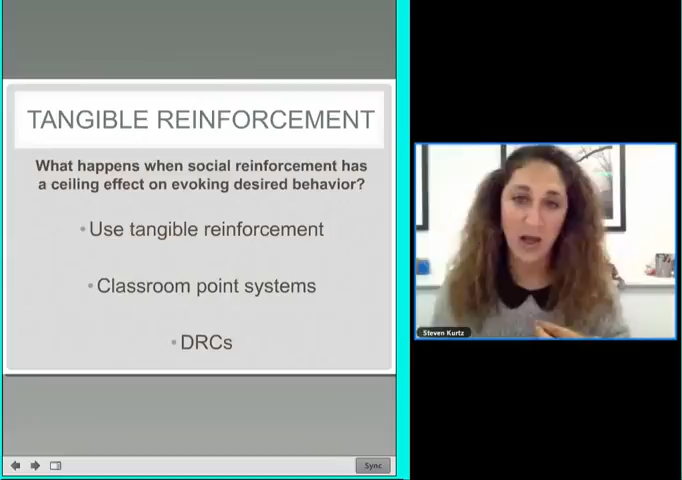 TANGIBLE REINFORCEMENT
What happens when social reinforcement has
a ceiling effect on evoking desired behavior?
•Use tangible reinforcement
•Classroom point systems
•DRCs
Sync
Steven Kurtz